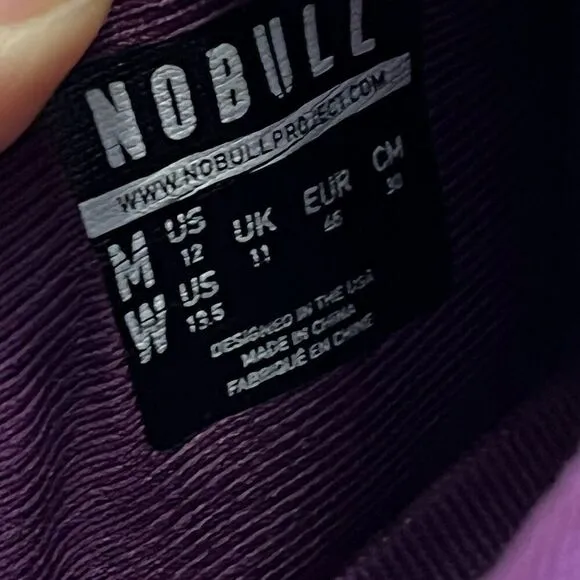 NOBULL
WWW.NOBULLPROJECT.COM
M US 12 UK 11 EUR 46 CM 30
W US 13.5
DESIGNED IN THE USA
MADE IN CHINA
FABRIQUÉ EN CHINE